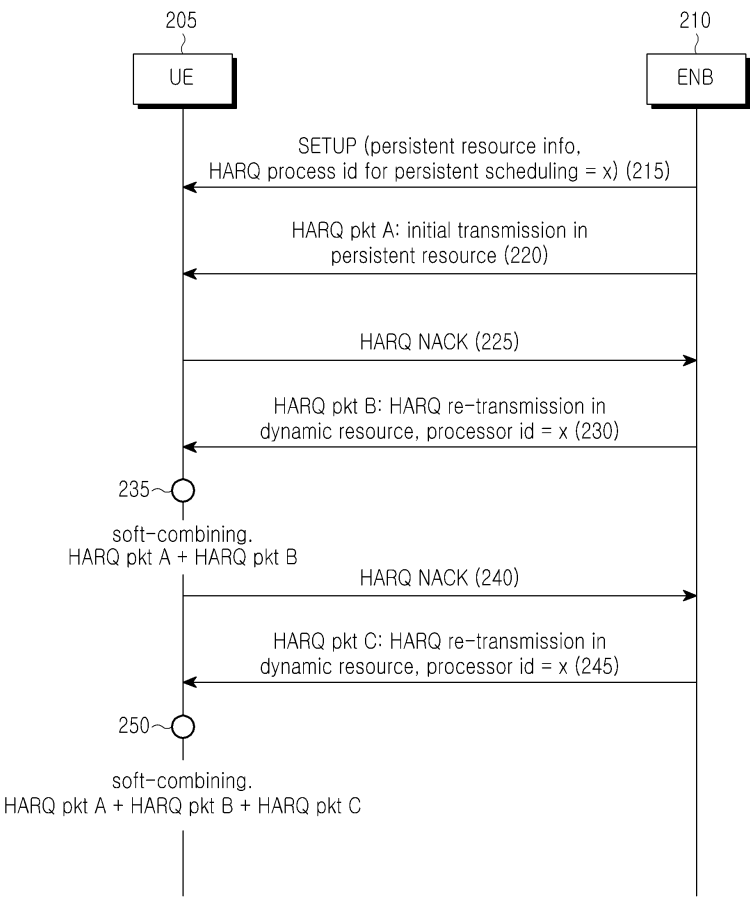 205
210
UE
ENB
SETUP (persistent resource info,
HARQ process id for persistent scheduling = x) (215)
HARQ pkt A: initial transmission in
persistent resource (220)
HARQ NACK (225)
HARQ pkt B: HARQ re-transmission in
dynamic resource, processor id = x (230)
235
soft-combining.
HARQ pkt A + HARQ pkt B
HARQ NACK (240)
HARQ pkt C: HARQ re-transmission in
dynamic resource, processor id = x (245)
250
soft-combining.
HARQ pkt A + HARQ pkt B + HARQ pkt C